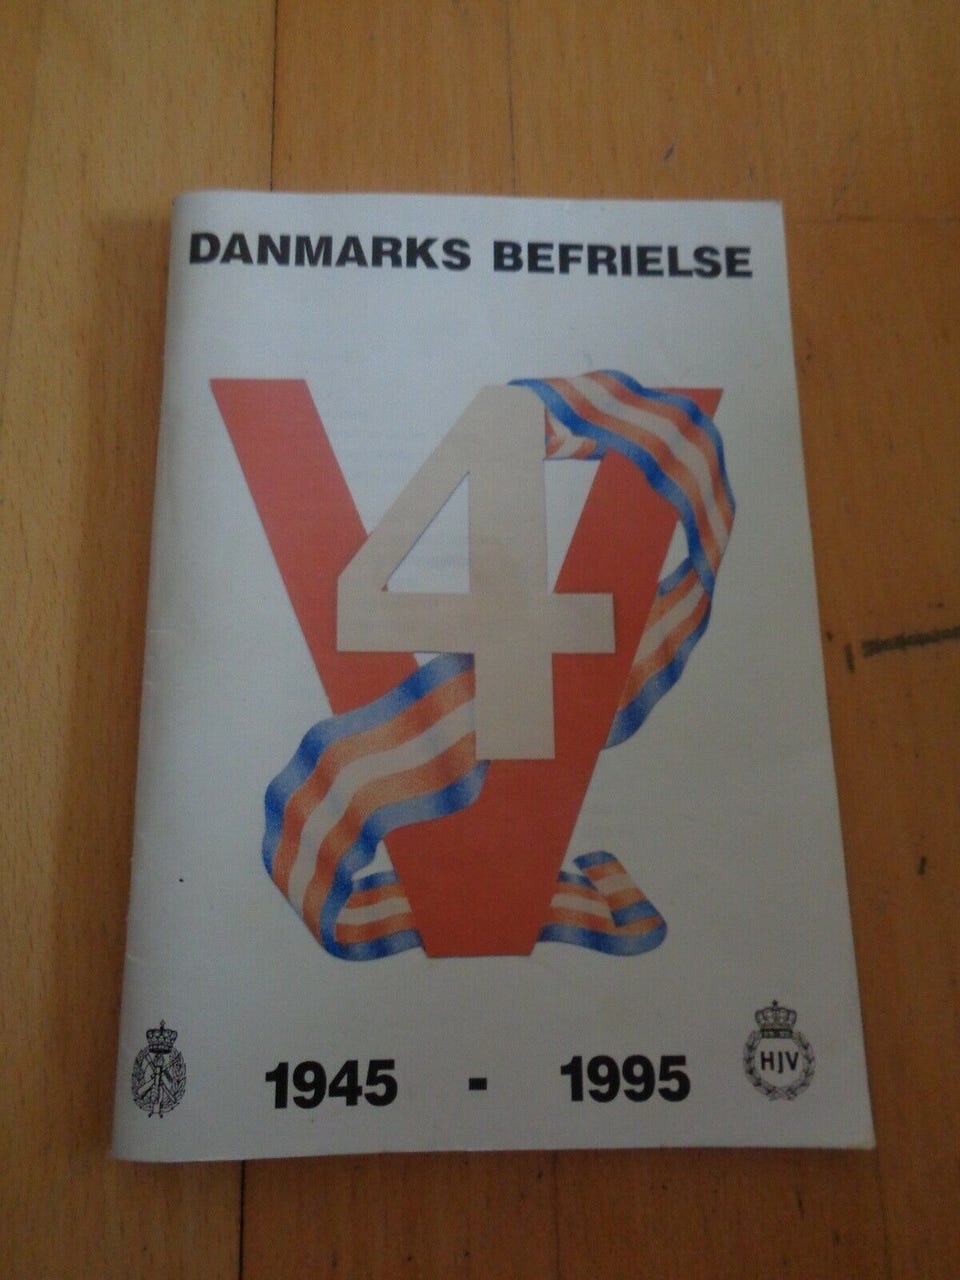 DANMARKS BEFRIELSE
V
4
1945 - 1995
HJV